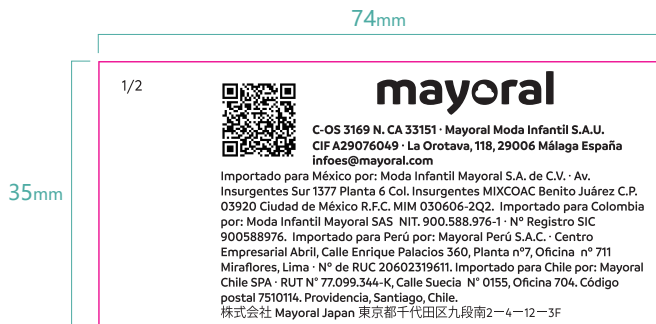 74mm
1/2
mayoral
C-OS 3169 N. CA 33151 · Mayoral Moda Infantil S.A.U.
CIF A29076049 · La Orotava, 118, 29006 Málaga España
infoes@mayoral.com
35mm
Importado para México por: Moda Infantil Mayoral S.A. de C.V. · Av.
Insurgentes Sur 1377 Planta 6 Col. Insurgentes MIXCOAC Benito Juárez C.P.
03920 Ciudad de México R.F.C. MIM 030606-2Q2. Importado para Colombia
por: Moda Infantil Mayoral SAS NIT. 900.588.976-1 · Nº Registro SIC
900588976. Importado para Perú por: Mayoral Perú S.A.C. · Centro
Empresarial Abril, Calle Enrique Palacios 360, Planta nº7, Oficina nº 711
Miraflores, Lima · Nº de RUC 20602319611. Importado para Chile por: Mayoral
Chile SPA · RUT N° 77.099.344-K, Calle Suecia N° 0155, Oficina 704. Código
postal 7510114. Providencia, Santiago, Chile.
株式会社 Mayoral Japan 東京都千代田区九段南2ー4ー12ー3F